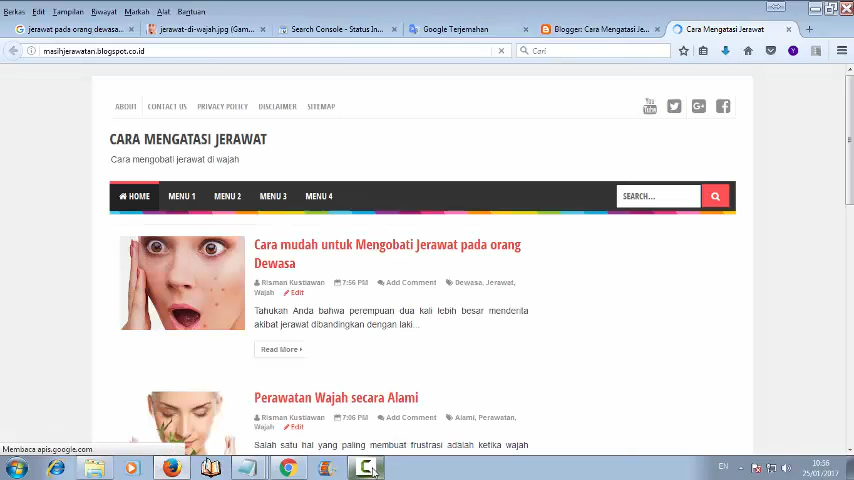 Berkas Edit Tampilan Riwayat Markah Alat Bantuan
jerawat pada orang dewasa... jerawat-di-wajah.jpg (Gam... Search Console - Status In... Google Terjemahan Blogger: Cara Mengatasi Je... Cara Mengatasi Jerawat
masihjerawatan.blogspot.co.id Cari
ABOUT CONTACT US PRIVACY POLICY DISCLAIMER SITEMAP
You Tube
CARA MENGATASI JERAWAT
Cara mengobati jerawat di wajah
HOME MENU 1 MENU 2 MENU 3 MENU 4 SEARCH...
Cara mudah untuk Mengobati Jerawat pada orang
Dewasa
Risman Kustiawan 7:56 PM Add Comment Dewasa, Jerawat,
Wajah Edit
Tahukah Anda bahwa perempuan dua kali lebih besar menderita
akibat jerawat dibandingkan dengan laki...
Read More
Perawatan Wajah secara Alami
Risman Kustiawan 7:06 PM Add Comment Alami, Perawatan,
Wajah Edit
Salah satu hal yang paling membuat frustrasi adalah ketika wajah
Membaca apis.google.com
EN 10:56
25/01/2017